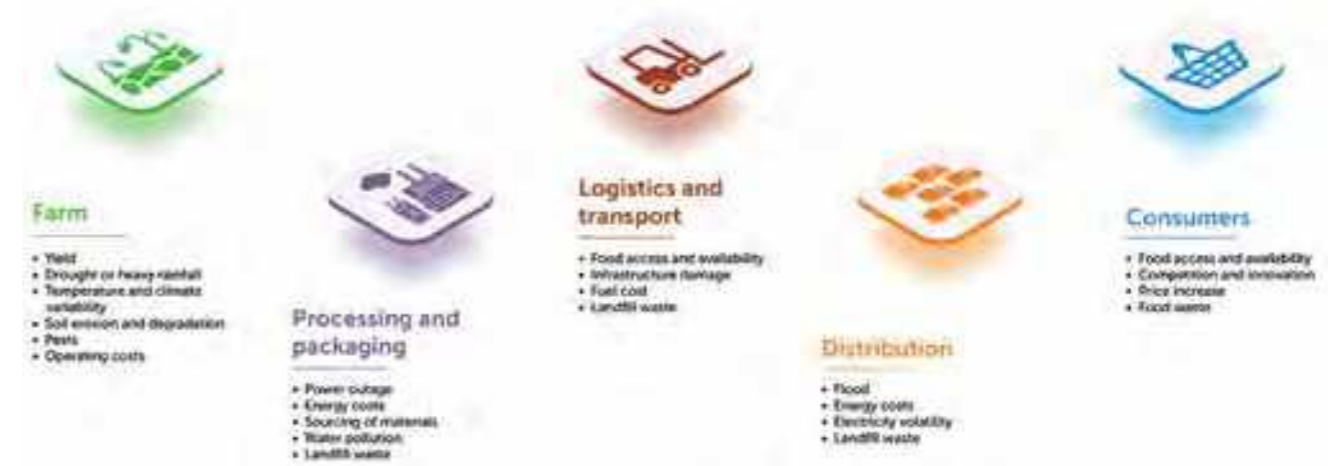 Farm
• Yield
• Drought or heavy rainfall
• Temperature and climate
variability
• Soil erosion and degradation
• Pests
• Operating costs
Processing and
packaging
• Power outage
• Energy costs
• Sourcing of materials
• Water pollution
• Landfill waste
Logistics and
transport
• Food access and availability
• Infrastructure damage
• Fuel cost
• Landfill waste
Distribution
• Flood
• Energy costs
• Electricity volatility
• Landfill waste
Consumers
• Food access and availability
• Competition and innovation
• Price increase
• Food waste